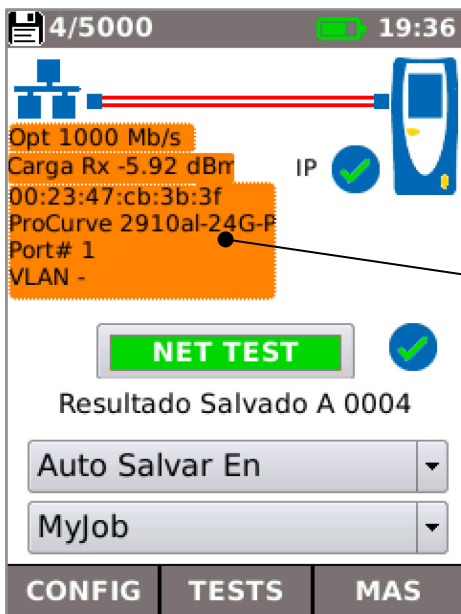 4/5000 19:36
Opt 1000 Mb/s
Carga Rx -5.92 dBm
IP
00:23:47:cb:3b:3f
ProCurve 2910al-24G-P
Port# 1
VLAN -
NET TEST
Resultado Salvado A 0004
Auto Salvar En
MyJob
CONFIG TESTS MAS